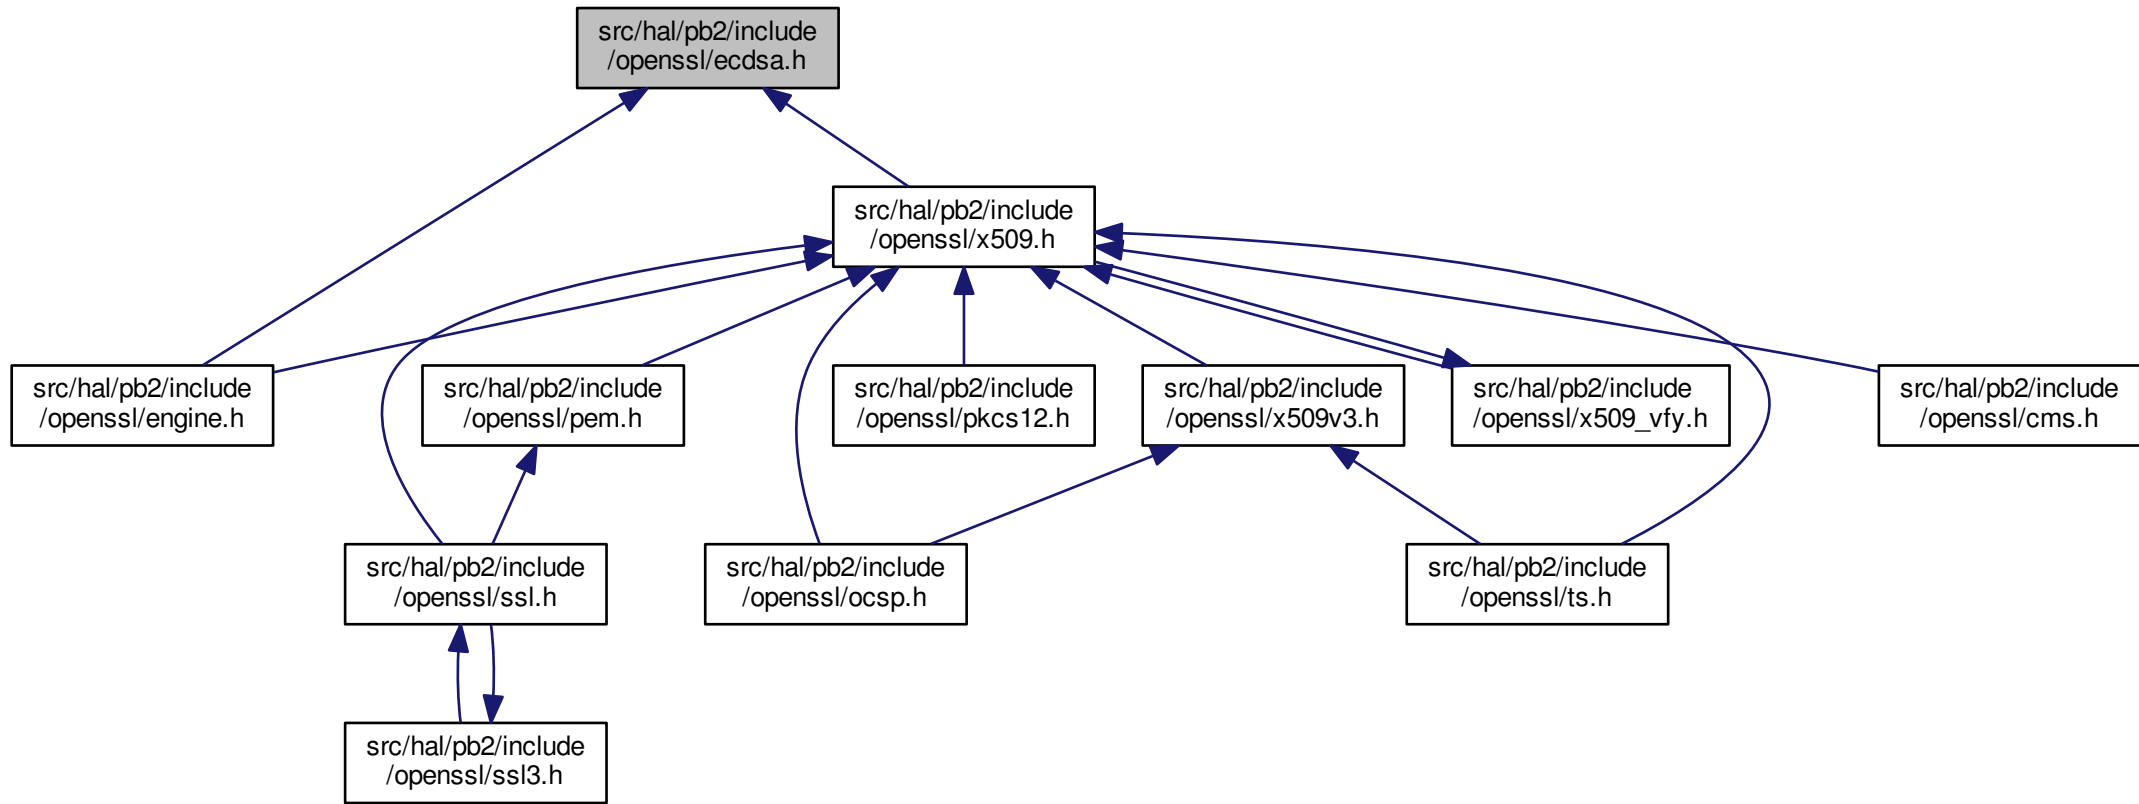 src/hal/pb2/include
/openssl/ecdsa.h
src/hal/pb2/include
/openssl/x509.h
src/hal/pb2/include
/openssl/engine.h
src/hal/pb2/include
/openssl/pem.h
src/hal/pb2/include
/openssl/pkcs12.h
src/hal/pb2/include
/openssl/x509v3.h
src/hal/pb2/include
/openssl/x509_vfy.h
src/hal/pb2/include
/openssl/cms.h
src/hal/pb2/include
/openssl/ssl.h
src/hal/pb2/include
/openssl/ocsp.h
src/hal/pb2/include
/openssl/ts.h
src/hal/pb2/include
/openssl/ssl3.h